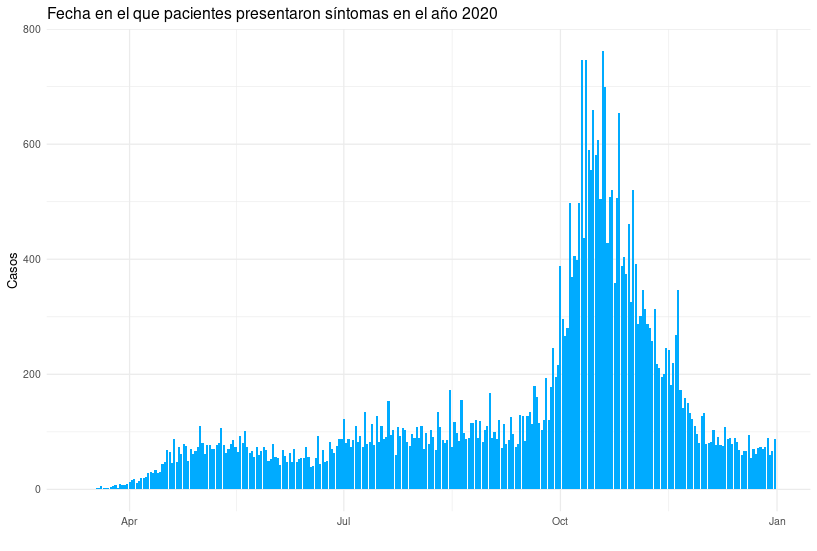 Fecha en el que pacientes presentaron síntomas en el año 2020
800
600
400
200
0
Casos
Apr
Jul
Oct
Jan